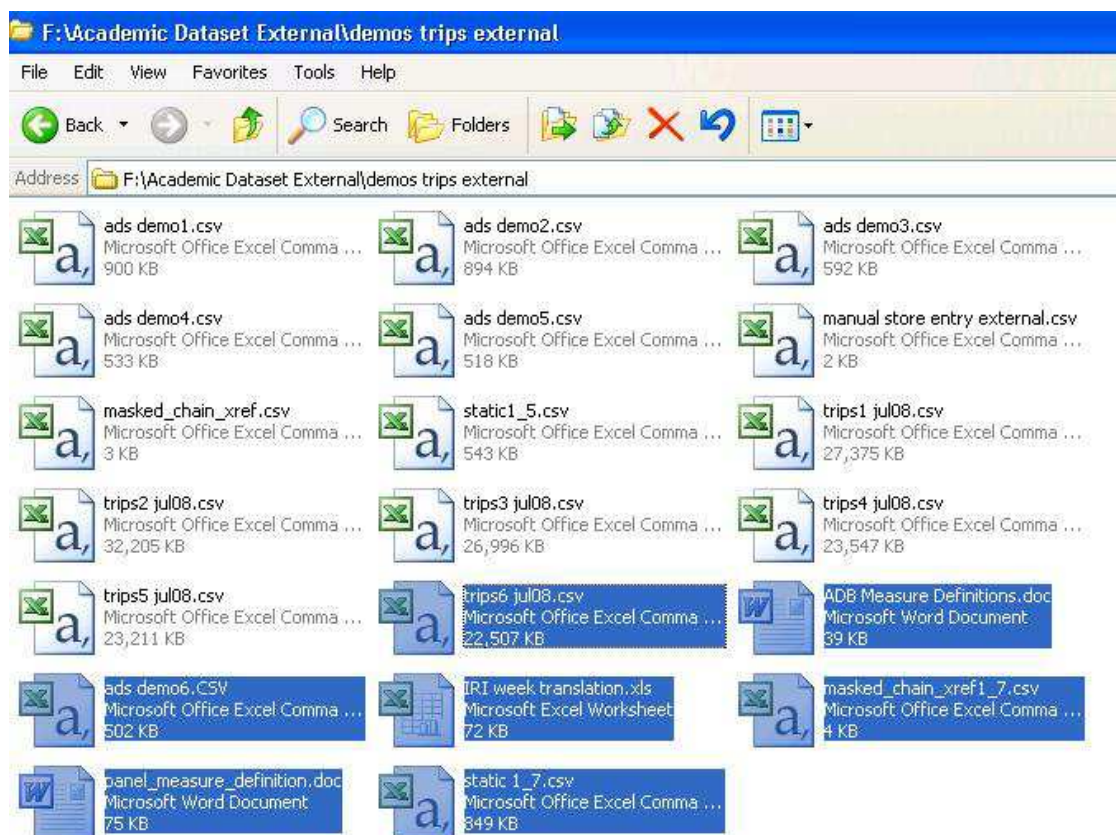 F:\Academic Dataset External\demos trips external
File Edit View Favorites Tools Help
Back Search Folders
Address F:\Academic Dataset External\demos trips external
ads demo1.csv
Microsoft Office Excel Comma ...
900 KB
ads demo2.csv
Microsoft Office Excel Comma ...
894 KB
ads demo3.csv
Microsoft Office Excel Comma ...
592 KB
ads demo4.csv
Microsoft Office Excel Comma ...
533 KB
ads demo5.csv
Microsoft Office Excel Comma ...
518 KB
manual store entry external.csv
Microsoft Office Excel Comma ...
2 KB
masked_chain_xref.csv
Microsoft Office Excel Comma ...
3 KB
static1_5.csv
Microsoft Office Excel Comma ...
543 KB
trips1 jul08.csv
Microsoft Office Excel Comma ...
27,375 KB
trips2 jul08.csv
Microsoft Office Excel Comma ...
32,205 KB
trips3 jul08.csv
Microsoft Office Excel Comma ...
26,996 KB
trips4 jul08.csv
Microsoft Office Excel Comma ...
23,547 KB
trips5 jul08.csv
Microsoft Office Excel Comma ...
23,211 KB
trips6 jul08.csv
Microsoft Office Excel Comma ...
22,507 KB
ADB Measure Definitions.doc
Microsoft Word Document
39 KB
ads demo6.CSV
Microsoft Office Excel Comma ...
502 KB
IRI week translation.xls
Microsoft Excel Worksheet
72 KB
masked_chain_xref1_7.csv
Microsoft Office Excel Comma ...
4 KB
panel_measure_definition.doc
Microsoft Word Document
75 KB
static 1_7.csv
Microsoft Office Excel Comma ...
849 KB